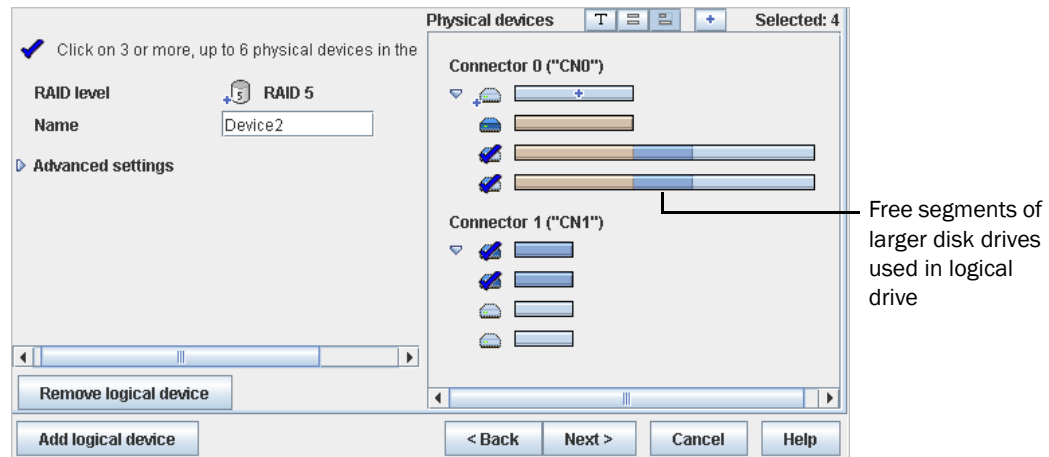 Physical devices
T
Selected: 4
Click on 3 or more, up to 6 physical devices in the
RAID level
5
RAID 5
Name
Device2
Advanced settings
Connector 0 ("CN0")
Connector 1 ("CN1")
Free segments of
larger disk drives
used in logical
drive
Remove logical device
Add logical device
< Back
Next >
Cancel
Help